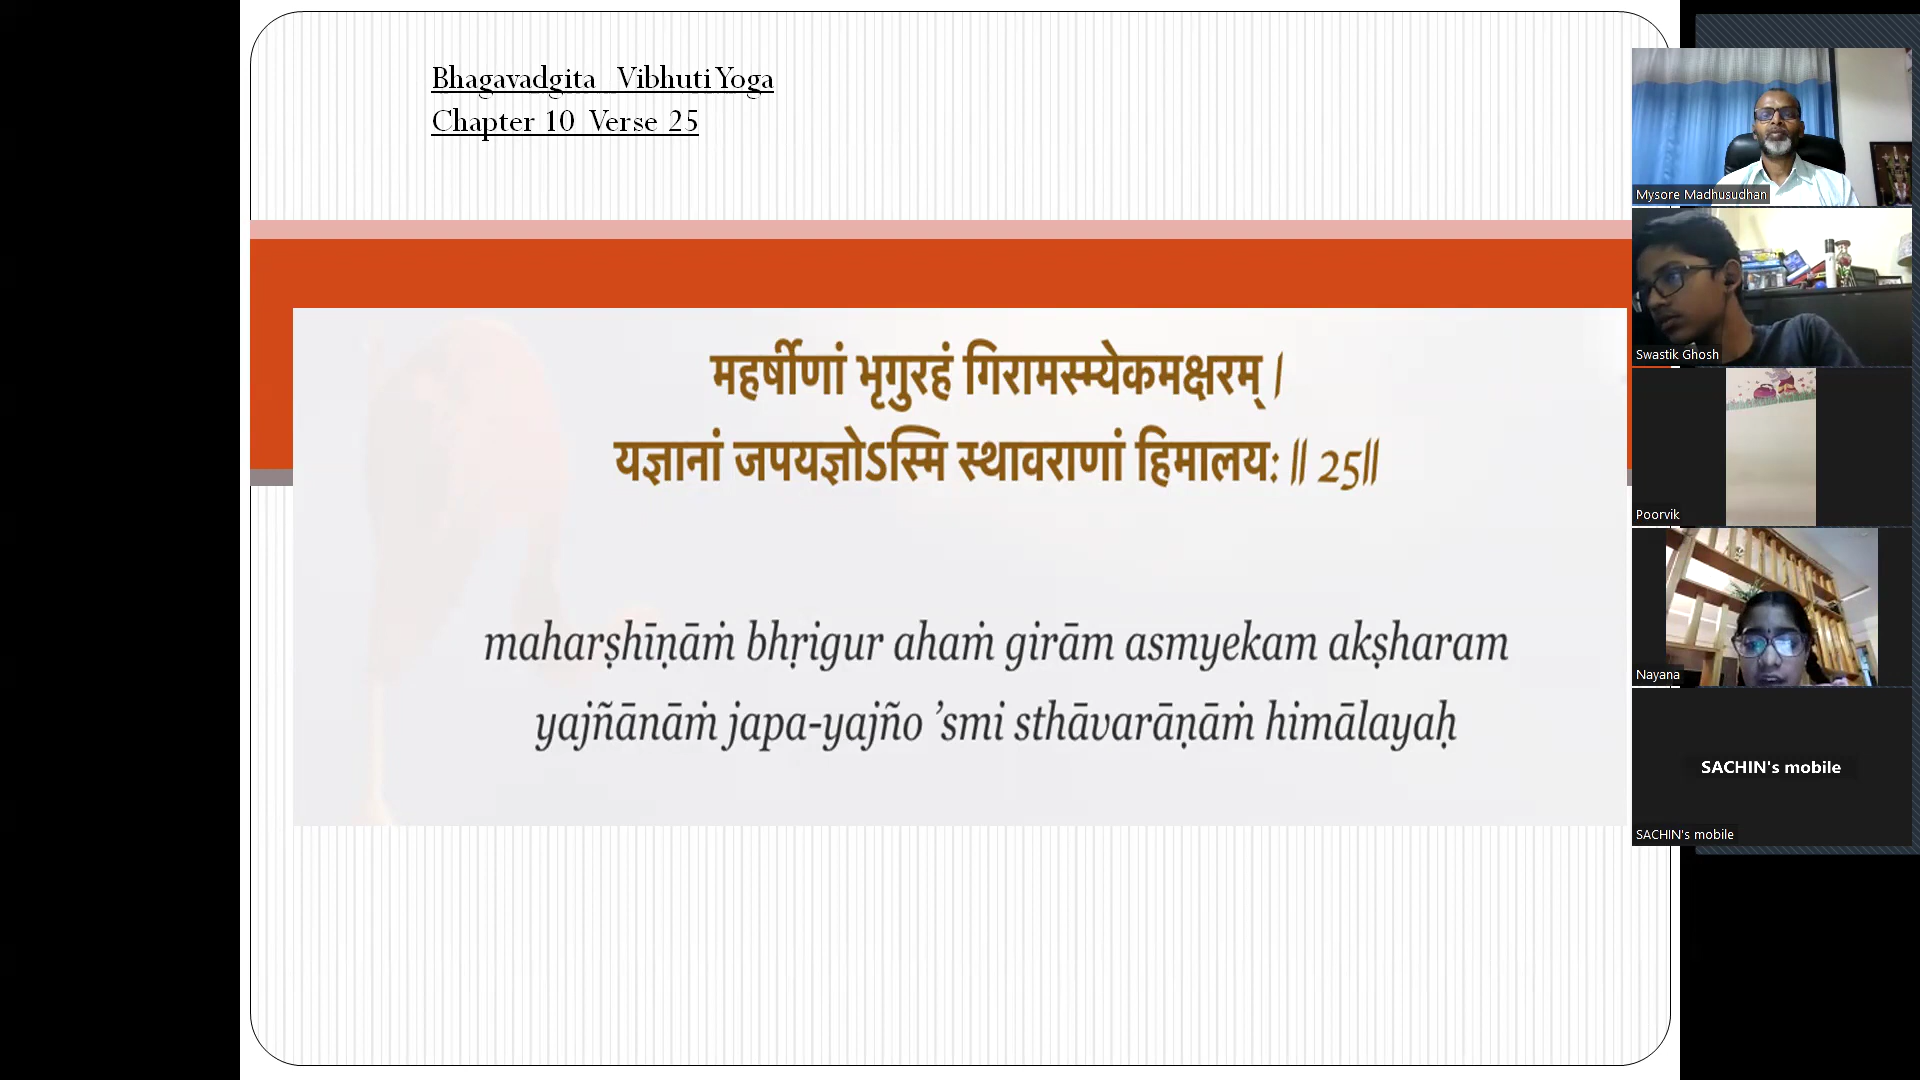 Bhagavadgita Vibhuti Yoga
Chapter 10 Verse 25
महर्षीणां भृगुरहं गिरामस्म्येकमक्षरम् |
यज्ञानां जपयज्ञोऽस्मि स्थावराणां हिमालय: || 25||
maharṣhīṇāṁ bhṛigur ahaṁ girām asmyekam akṣharam
yajñānāṁ japa-yajño ’smi sthāvarāṇāṁ himālayaḥ
Mysore Madhusudhan
Swastik Ghosh
Poorvik
Nayana
SACHIN's mobile
SACHIN's mobile